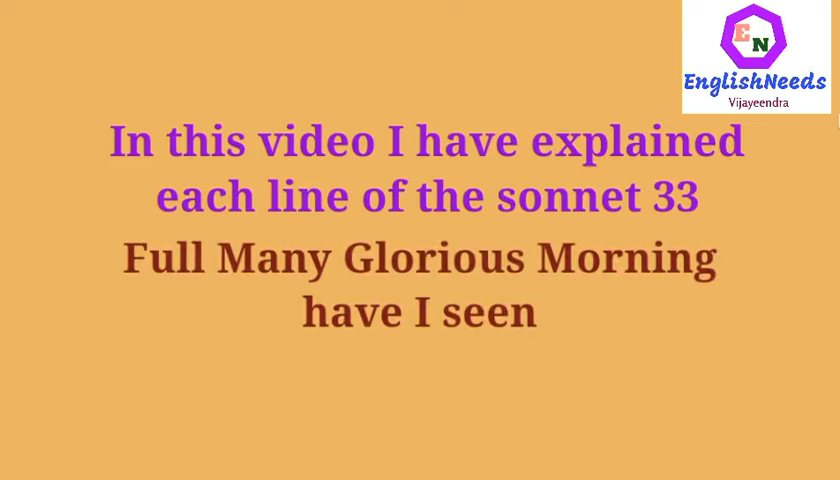 E N
EnglishNeeds
Vijayeendra
In this video I have explained
each line of the sonnet 33
Full Many Glorious Morning
have I seen